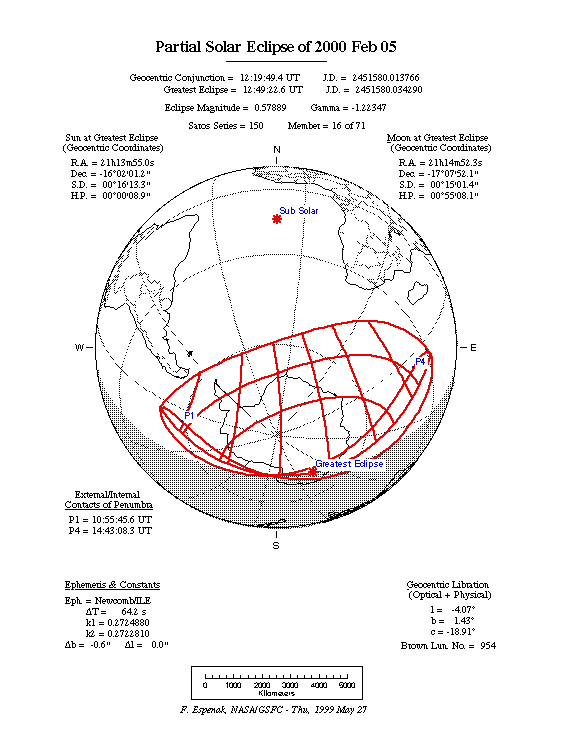 Partial Solar Eclipse of 2000 Feb 05
Geocentric Conjunction = 12:19:49.4 UT J.D. = 2451580.013766
Greatest Eclipse = 12:49:22.6 UT J.D. = 2451580.034290
Eclipse Magnitude = 0.57889 Gamma = -1.22347
Saros Series = 150 Member = 16 of 71
Sun at Greatest Eclipse
(Geocentric Coordinates)
R.A. = 21h13m55.0s
Dec. = -16°02'01.2"
S.D. = 00°16'13.3"
H.P. = 00°00'08.9"
Moon at Greatest Eclipse
(Geocentric Coordinates)
R.A. = 21h14m52.3s
Dec. = -17°07'52.1"
S.D. = 00°15'01.4"
H.P. = 00°55'08.1"
N
Sub Solar
W
E
P4
P1
Greatest Eclipse
S
External/Internal
Contacts of Penumbra
P1 = 10:55:45.6 UT
P4 = 14:43:08.3 UT
Ephemeris & Constants
Eph. = Newcomb/ILE
ΔT = 64.2 s
k1 = 0.2724880
k2 = 0.2722810
Δb = -0.6" Δl = 0.0"
Geocentric Libration
(Optical + Physical)
l = -4.07°
b = 1.43°
c = -18.91°
Brown Lun. No. = 954
0 1000 2000 3000 4000 5000
Kilometers
F. Espenak, NASA/GSFC - Thu, 1999 May 27